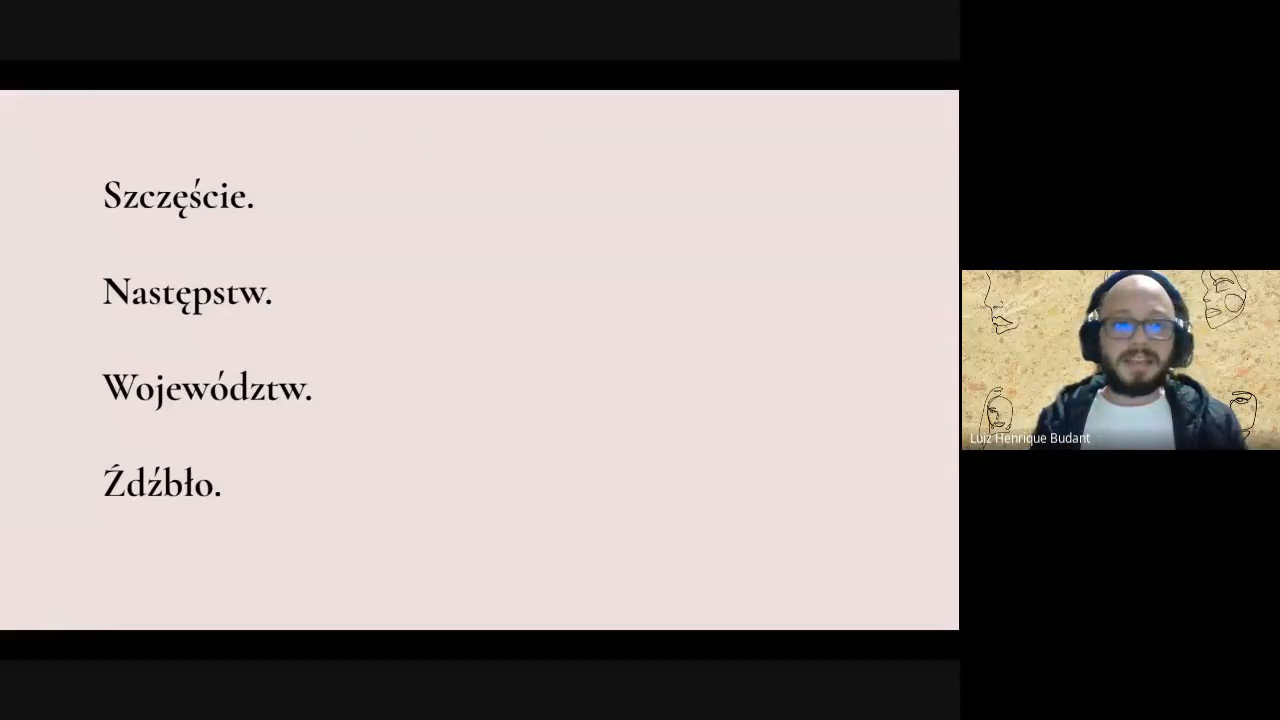 Szczęście.
Następstw.
Województw.
Źdźbło.
Luiz Henrique Budant